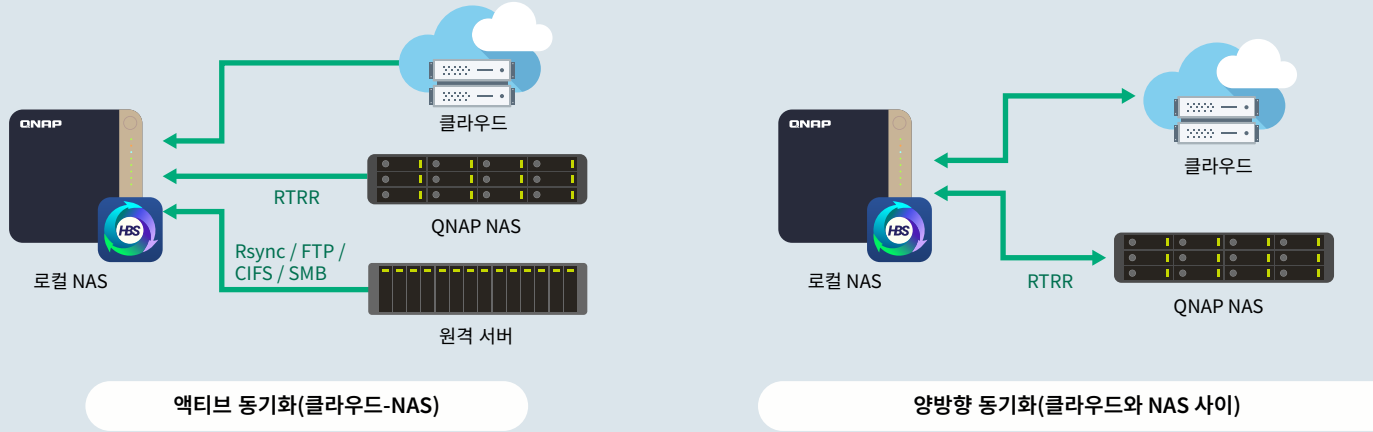 QNAP
HBS
로컬 NAS
클라우드
RTRR
QNAP NAS
Rsync / FTP /
CIFS / SMB
원격 서버
액티브 동기화(클라우드-NAS)
QNAP
HBS
로컬 NAS
클라우드
RTRR
QNAP NAS
양방향 동기화(클라우드와 NAS 사이)